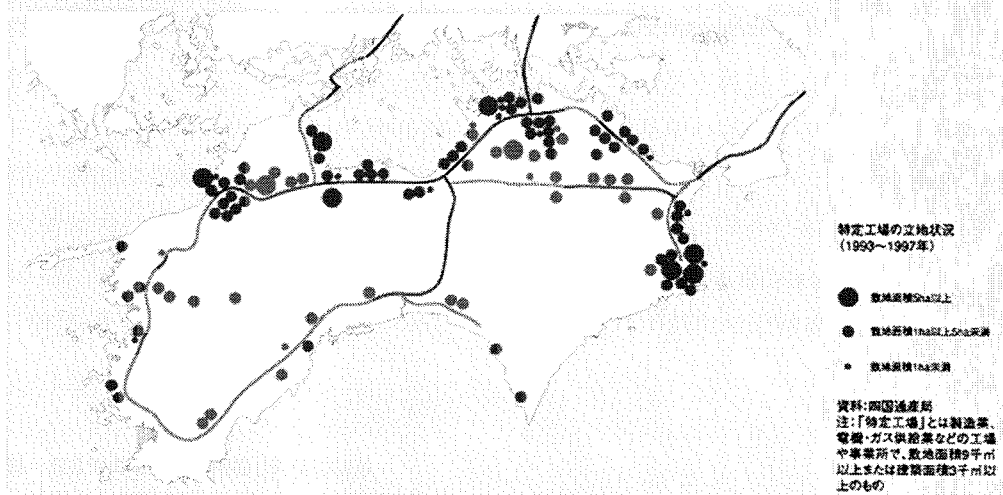 特定工場の立地状況
(1993〜1997年)
敷地面積5ha以上
敷地面積1ha以上5ha未満
敷地面積1ha未満
資料:四国通産局
注:「特定工場」とは製造業、
電機・ガス供給業などの工場
や事業所で、敷地面積9千㎡
以上または建築面積3千㎡以
上のもの